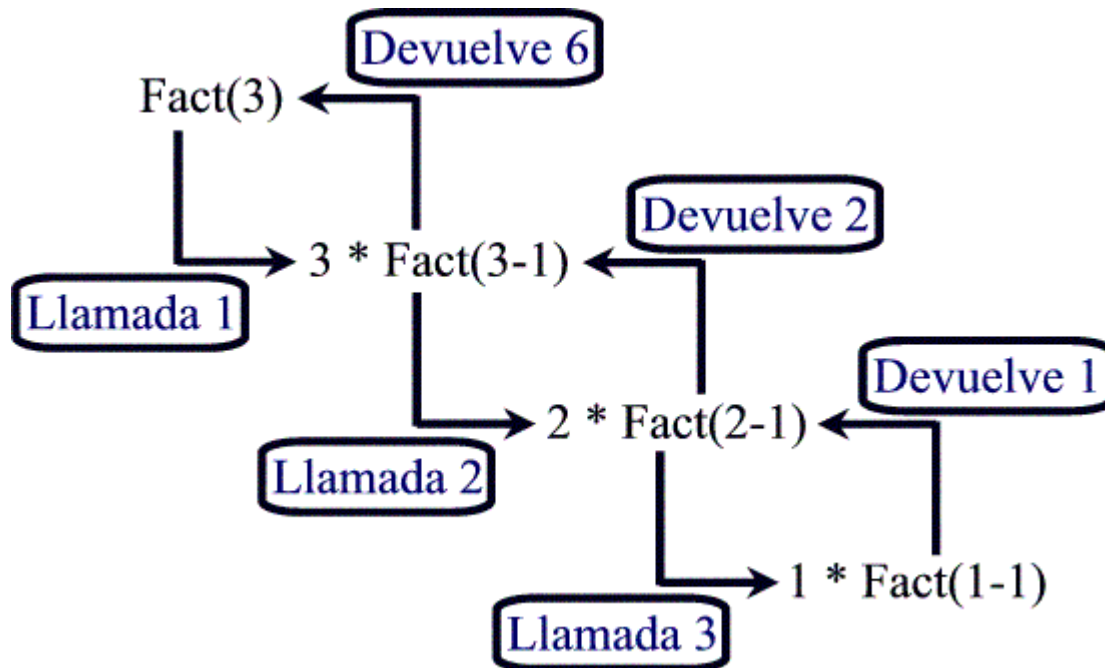 Devuelve 6
Fact(3)
Devuelve 2
3 * Fact(3-1)
Llamada 1
Devuelve 1
2 * Fact(2-1)
Llamada 2
1 * Fact(1-1)
Llamada 3